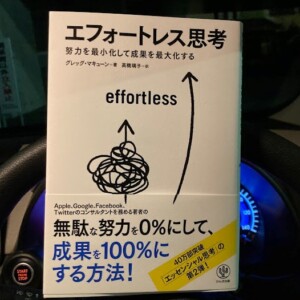 エフォートレス思考
努力を最小化して成果を最大化する
グレッグ・マキューン・著
高橋璃子・訳
effortless
Apple、Google、Facebook、
Twitterのコンサルタントを務める著者の
無駄な努力を0%にして、
成果を100%に
する方法!
40万部突破
「エッセンシャル思考」の
第2弾!
START
STOP